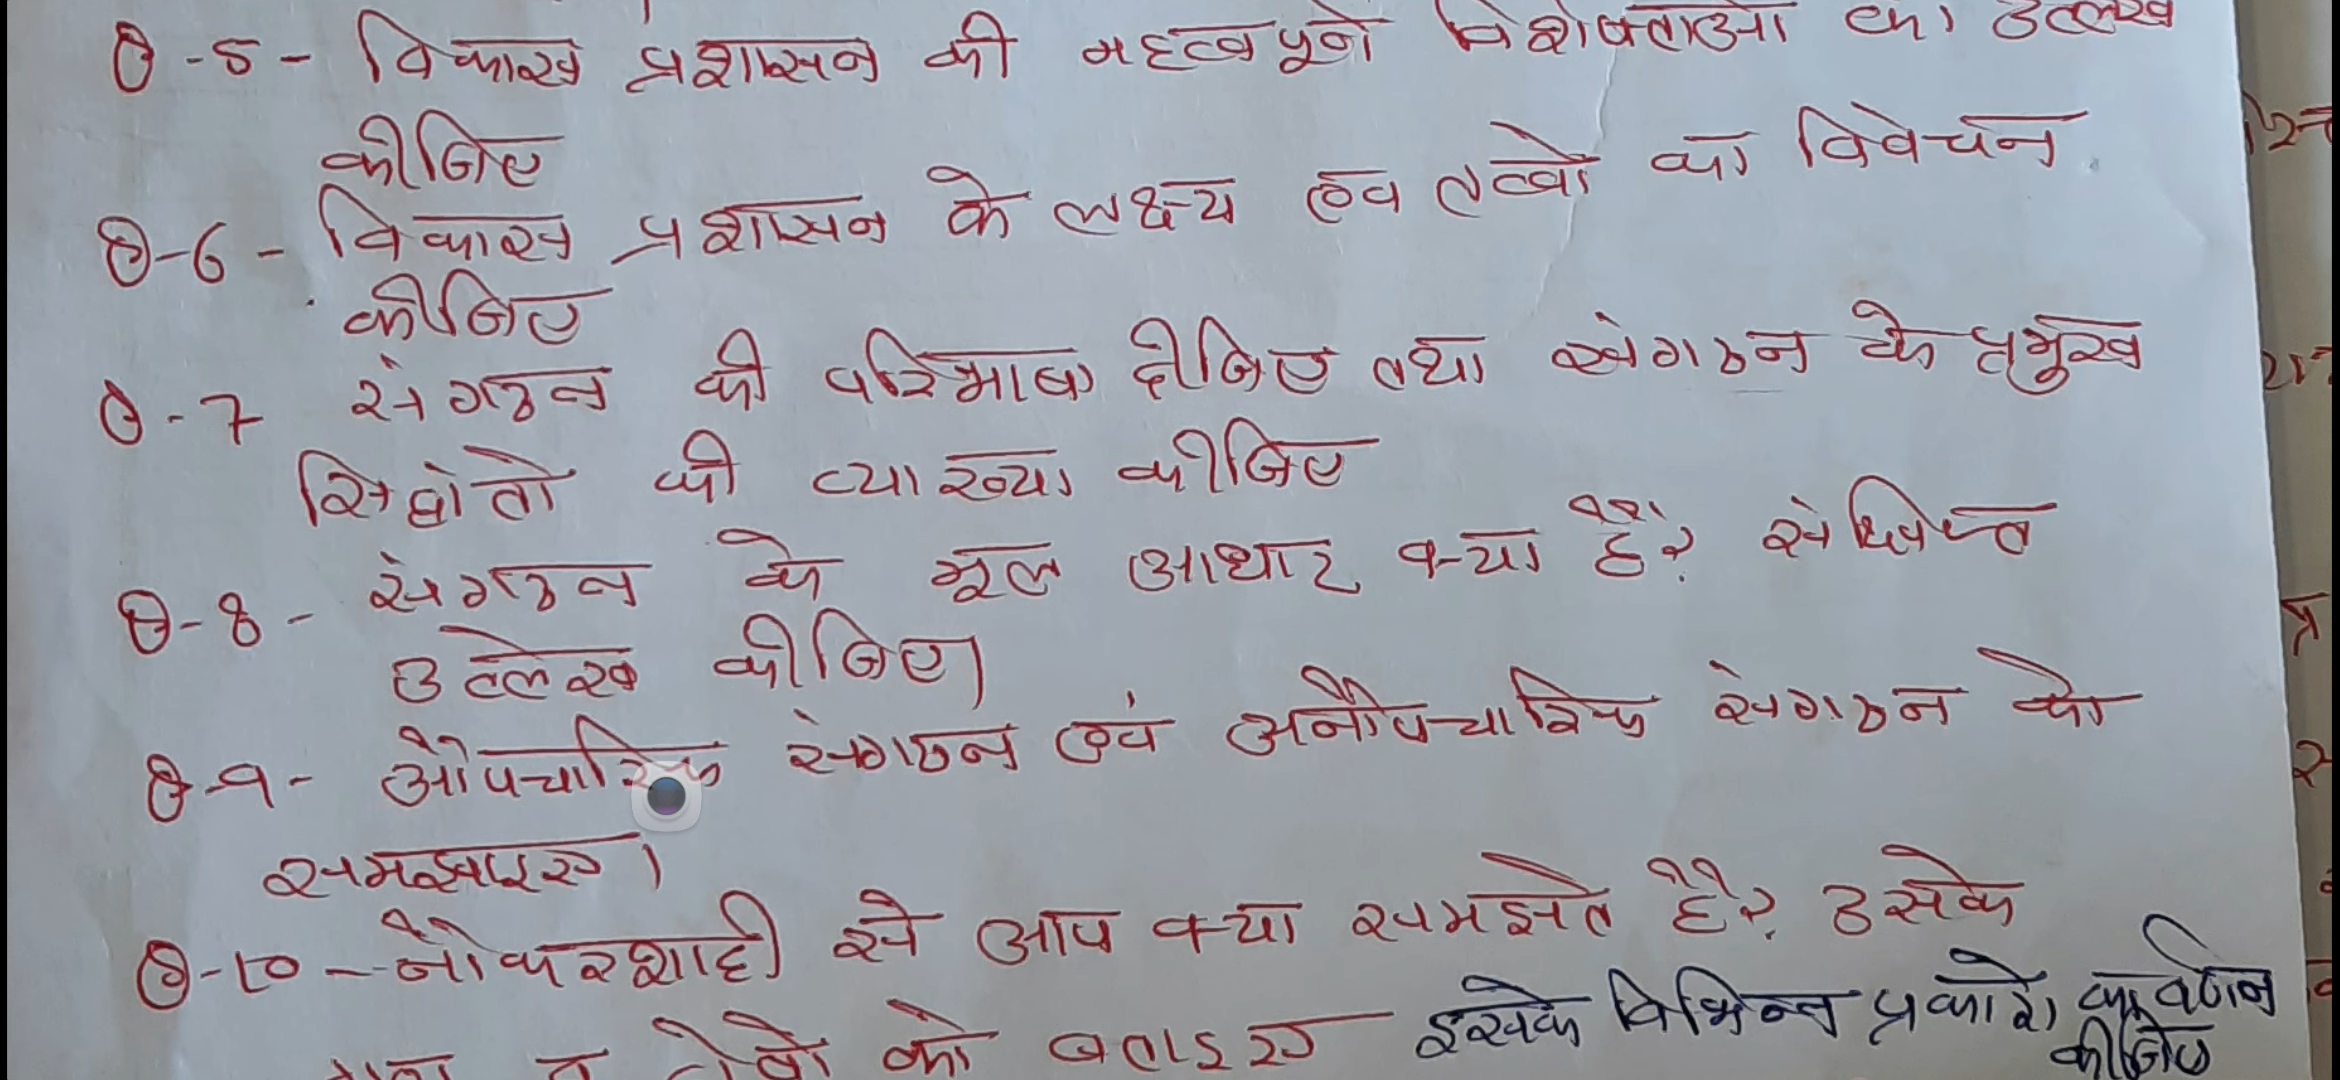 Q-5- विकास प्रशासन की महत्वपूर्ण विशेषताओ का उल्लेख
कीजिए
Q-6- विकास प्रशासन के लक्ष्य एव तत्वो का विवेचन
कीजिए
Q-7 संगठन की परिभाषा दीजिए तथा संगठन के प्रमुख
सिद्धांतो की व्याख्या कीजिए
Q-8- संगठन के मूल आधार क्या है? संक्षिप्त
उल्लेख कीजिए।
Q-9- औपचारिक संगठन एवं अनौपचारिक संगठन को
समझाइए।
Q-10- नौकरशाही से आप क्या समझते है? उसके
गुण व दोषो को बताइए इसके विभिन्न प्रकारो का वर्णन
कीजिए